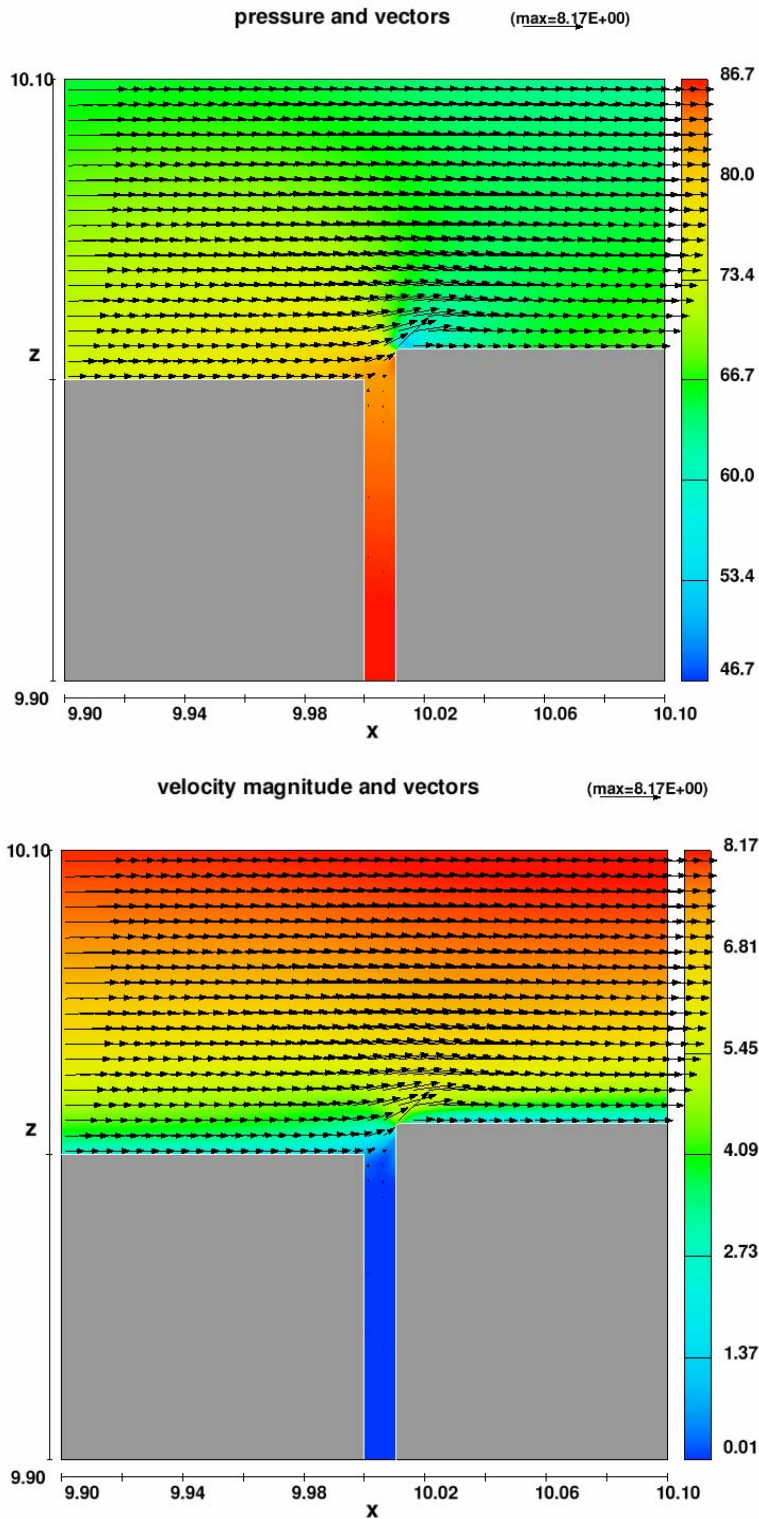 pressure and vectors (max=8.17E+00)
10.10
86.7
80.0
73.4
z
66.7
60.0
53.4
46.7
9.90
9.90 9.94 9.98 10.02 10.06 10.10
x
velocity magnitude and vectors (max=8.17E+00)
10.10
8.17
6.81
5.45
z
4.09
2.73
1.37
0.01
9.90
9.90 9.94 9.98 10.02 10.06 10.10
x